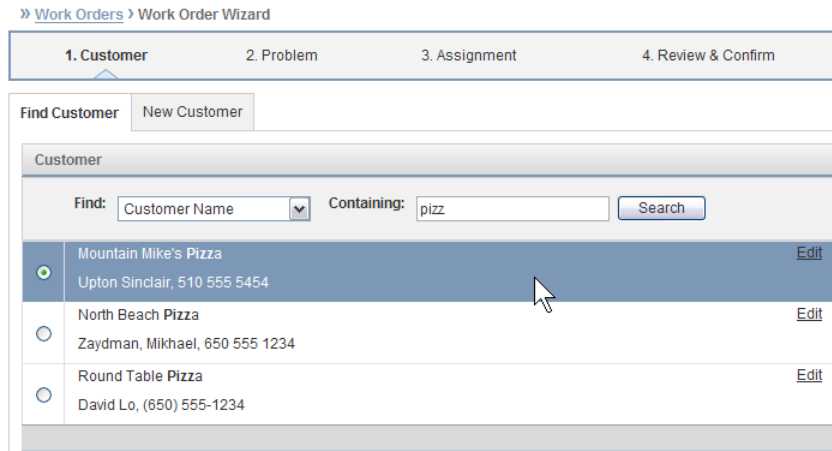 » Work Orders › Work Order Wizard
1. Customer 2. Problem 3. Assignment 4. Review & Confirm
Find Customer New Customer
Customer
Find: Customer Name Containing: pizz Search
Mountain Mike's Pizza Edit
Upton Sinclair, 510 555 5454
North Beach Pizza Edit
Zaydman, Mikhael, 650 555 1234
Round Table Pizza Edit
David Lo, (650) 555-1234